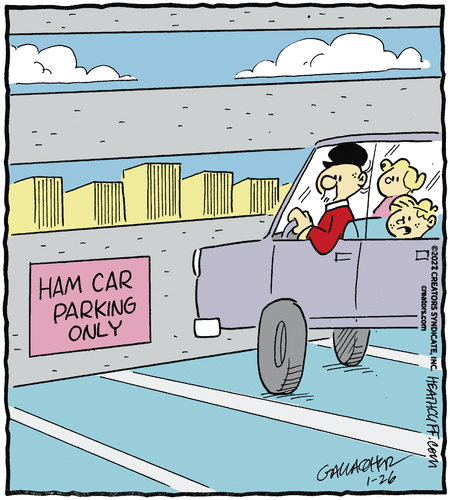 HAM CAR
PARKING
ONLY
©2022 CREATORS SYNDICATE, INC.
creators.com
HEATHCLIFF.com
GALLAGHER
1-26